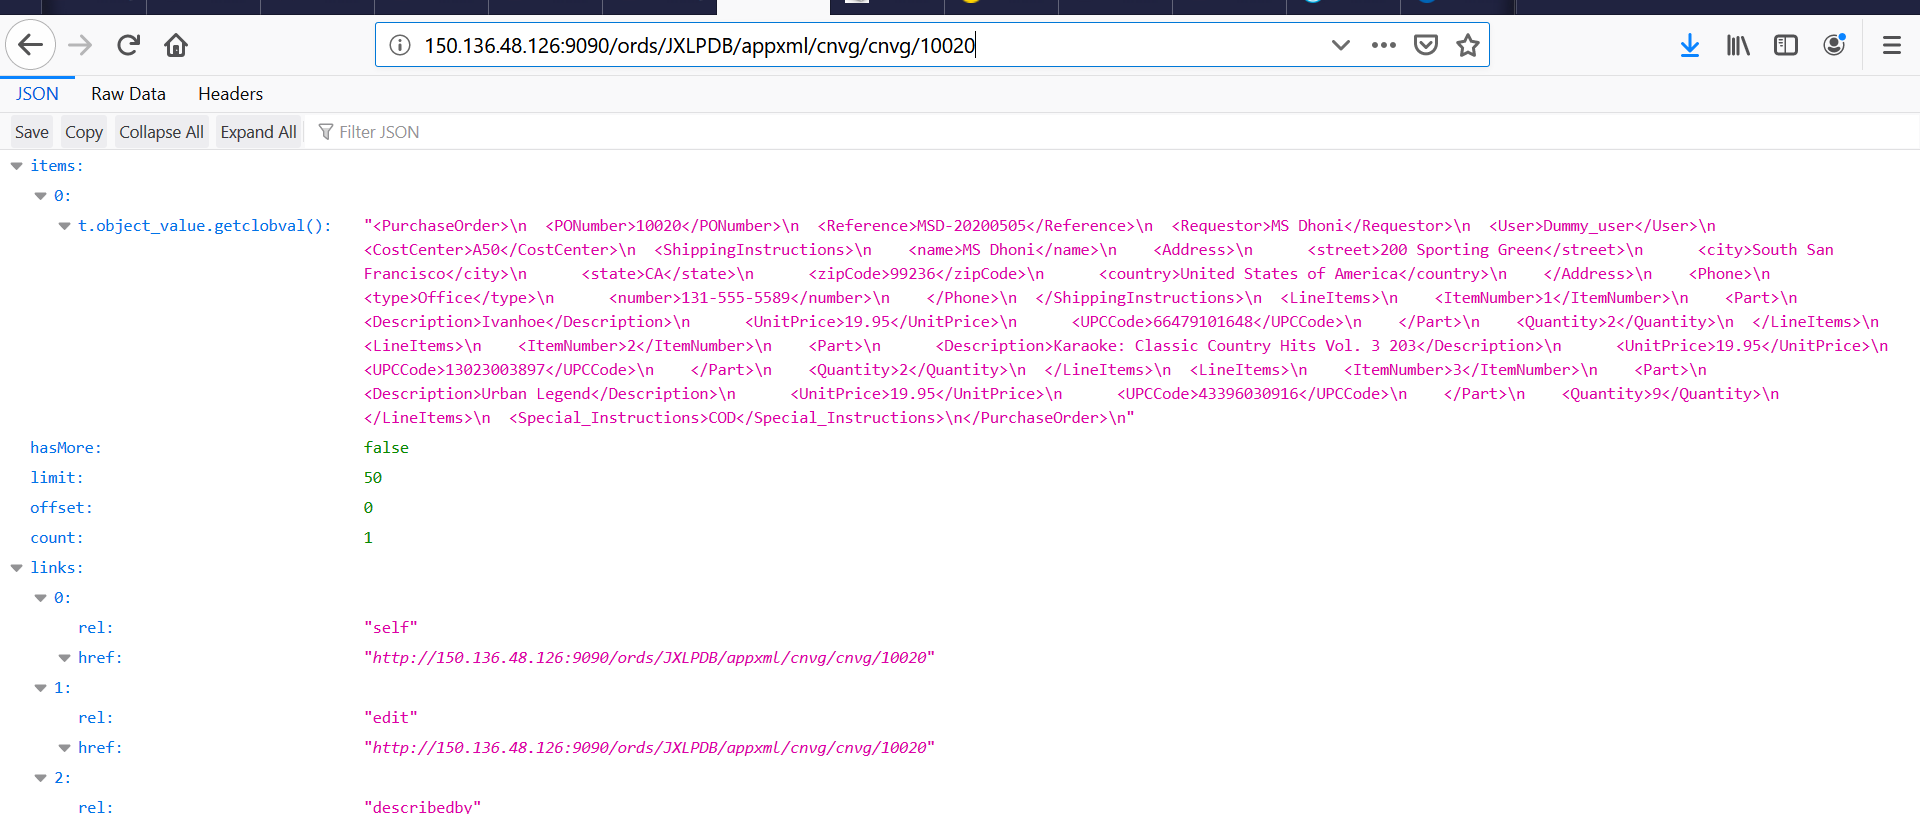 150.136.48.126:9090/ords/JXLPDB/appxml/cnvg/cnvg/10020
JSON Raw Data Headers
Save Copy Collapse All Expand All Filter JSON
items:
0:
t.object_value.getclobval(): "<PurchaseOrder>\n  <PONumber>10020</PONumber>\n  <Reference>MSD-20200505</Reference>\n  <Requestor>MS Dhoni</Requestor>\n  <User>Dummy_user</User>\n
<CostCenter>A50</CostCenter>\n  <ShippingInstructions>\n    <name>MS Dhoni</name>\n    <Address>\n      <street>200 Sporting Green</street>\n      <city>South San
Francisco</city>\n      <state>CA</state>\n      <zipCode>99236</zipCode>\n      <country>United States of America</country>\n    </Address>\n    <Phone>\n
<type>Office</type>\n      <number>131-555-5589</number>\n    </Phone>\n  </ShippingInstructions>\n  <LineItems>\n    <ItemNumber>1</ItemNumber>\n    <Part>\n
<Description>Ivanhoe</Description>\n      <UnitPrice>19.95</UnitPrice>\n      <UPCCode>66479101648</UPCCode>\n    </Part>\n    <Quantity>2</Quantity>\n  </LineItems>\n
<LineItems>\n    <ItemNumber>2</ItemNumber>\n    <Part>\n      <Description>Karaoke: Classic Country Hits Vol. 3 203</Description>\n      <UnitPrice>19.95</UnitPrice>\n
<UPCCode>13023003897</UPCCode>\n    </Part>\n    <Quantity>2</Quantity>\n  </LineItems>\n  <LineItems>\n    <ItemNumber>3</ItemNumber>\n    <Part>\n
<Description>Urban Legend</Description>\n      <UnitPrice>19.95</UnitPrice>\n      <UPCCode>43396030916</UPCCode>\n    </Part>\n    <Quantity>9</Quantity>\n
</LineItems>\n  <Special_Instructions>COD</Special_Instructions>\n</PurchaseOrder>\n"
hasMore: false
limit: 50
offset: 0
count: 1
links:
0:
rel: "self"
href: "http://150.136.48.126:9090/ords/JXLPDB/appxml/cnvg/cnvg/10020"
1:
rel: "edit"
href: "http://150.136.48.126:9090/ords/JXLPDB/appxml/cnvg/cnvg/10020"
2:
rel: "describedby"